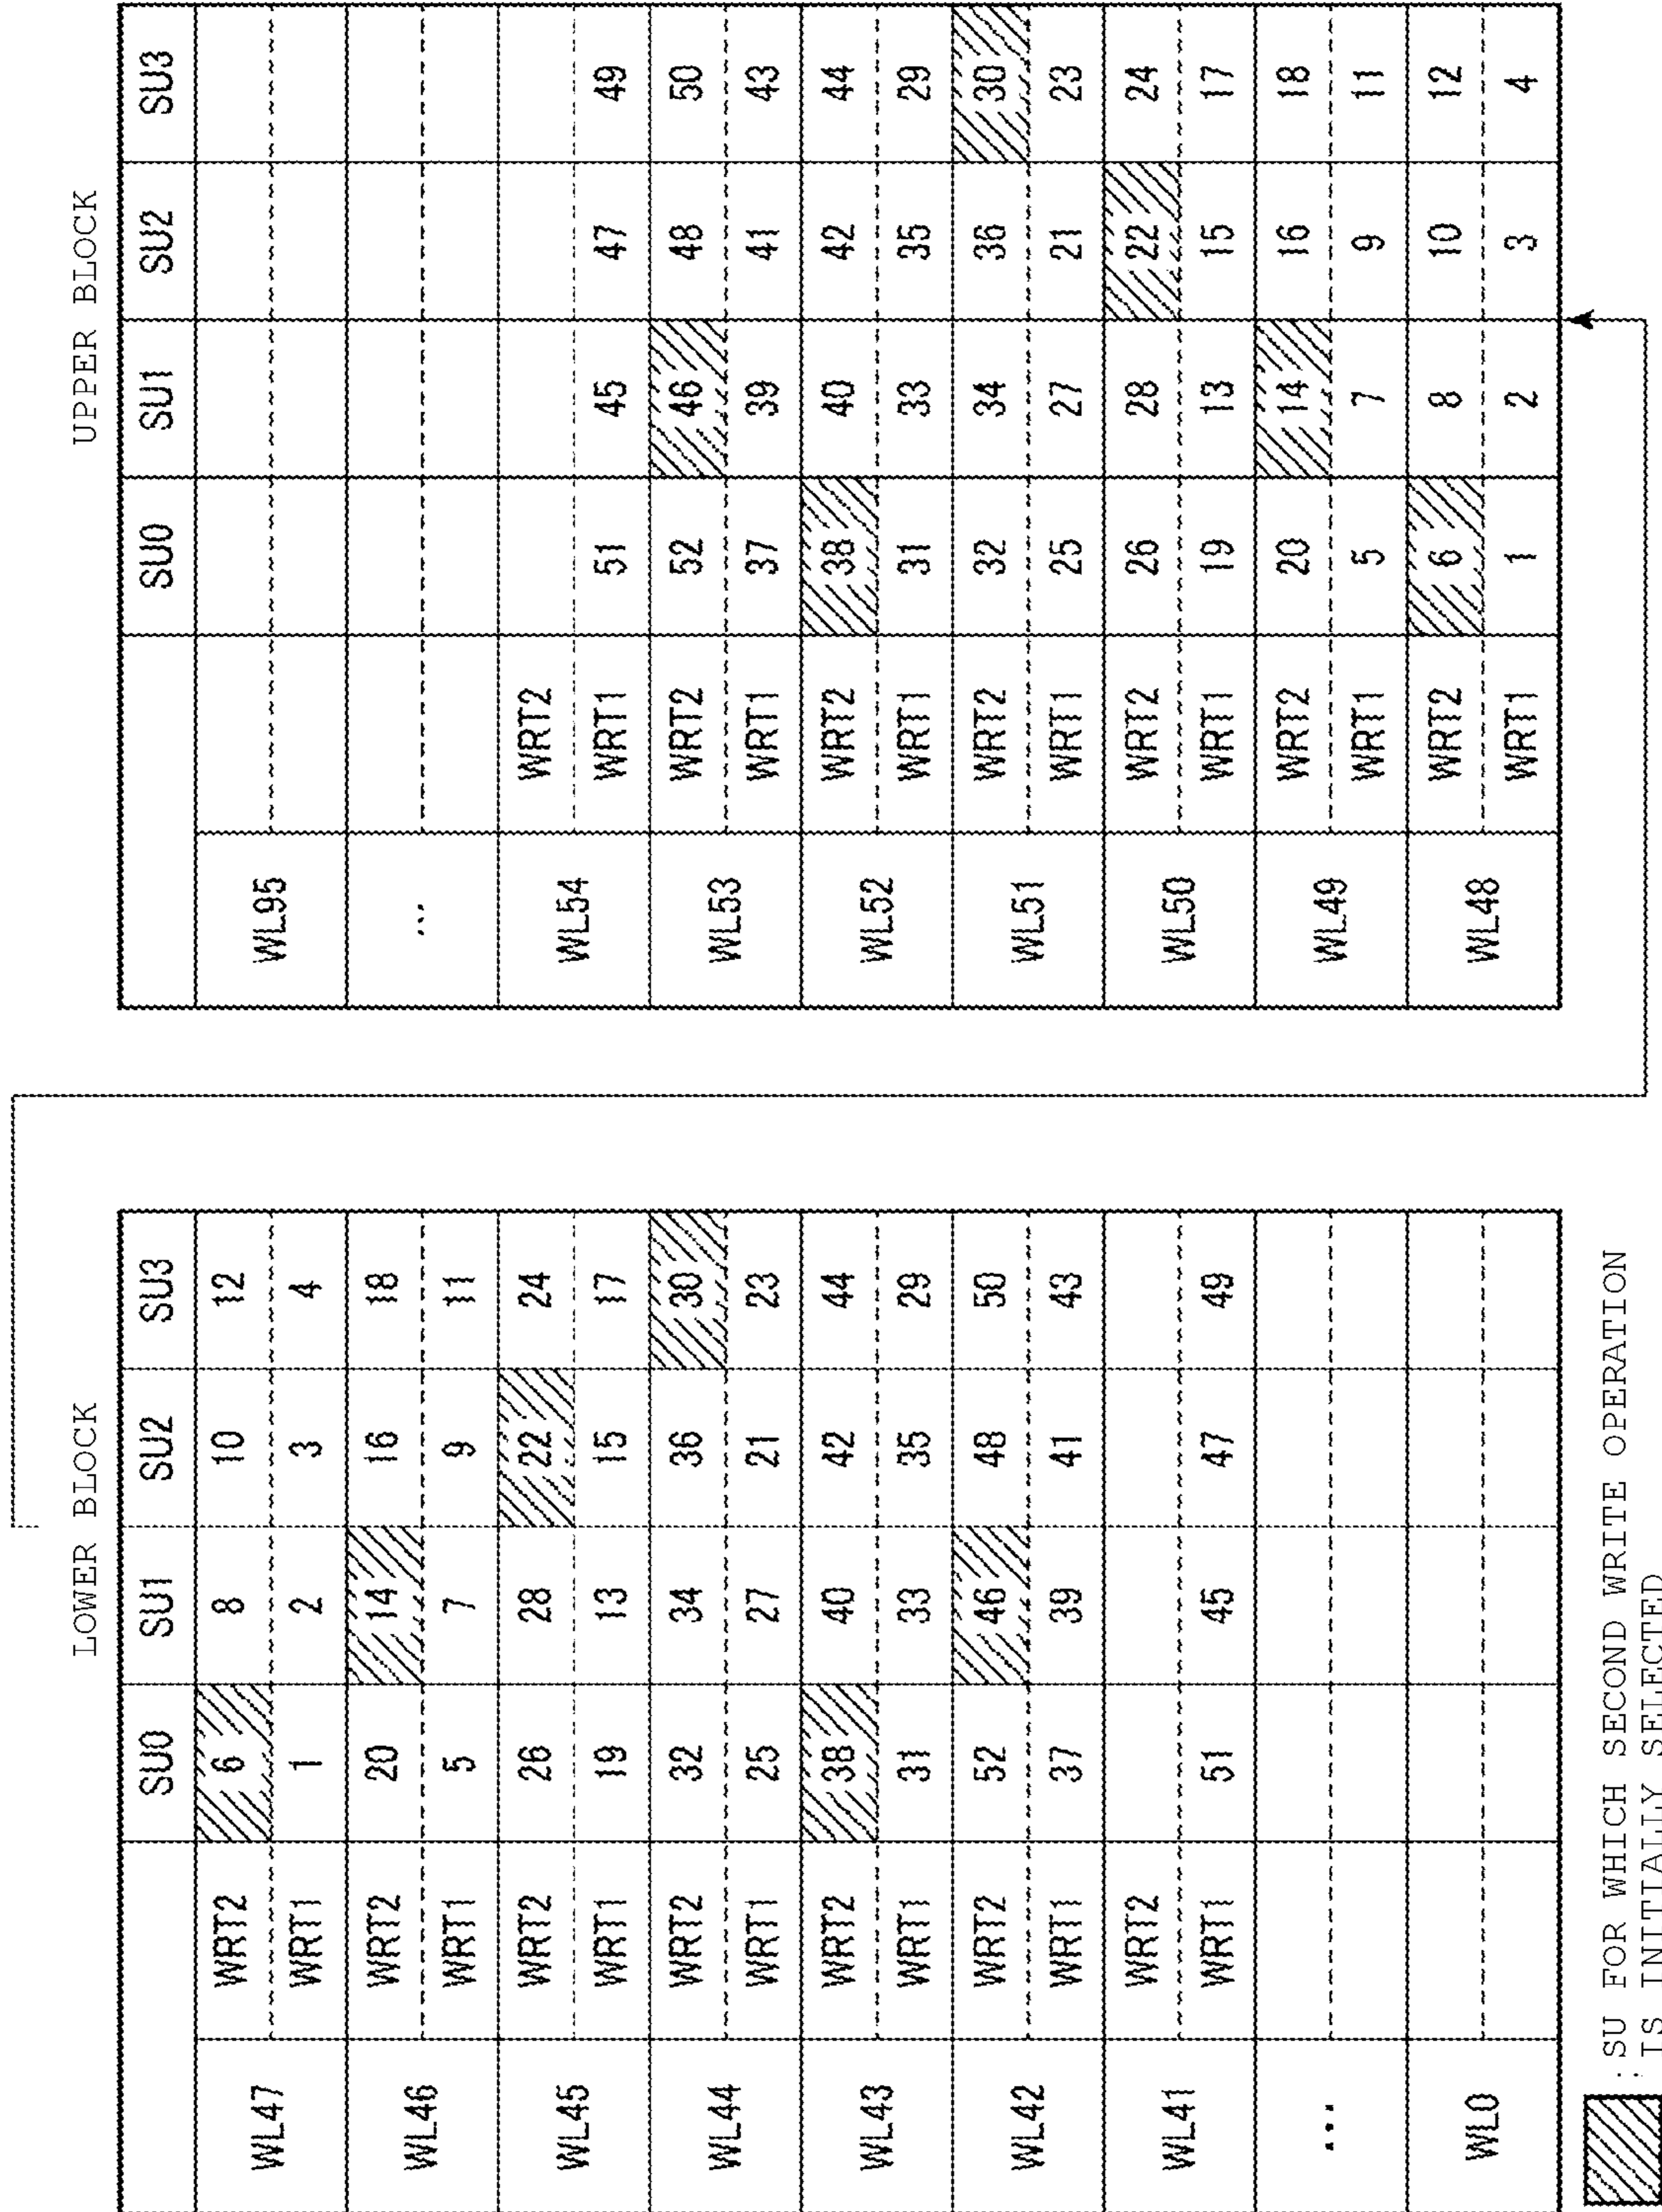 LOWER BLOCK
SU0 SU1 SU2 SU3
WL47 WRT2 6 8 10 12
WRT1 1 2 3 4
WL46 WRT2 20 14 16 18
WRT1 5 7 9 11
WL45 WRT2 26 28 22 24
WRT1 19 13 15 17
WL44 WRT2 32 34 36 30
WRT1 25 27 21 23
WL43 WRT2 38 40 42 44
WRT1 31 33 35 29
WL42 WRT2 52 46 48 50
WRT1 37 39 41 43
WL41 WRT2
WRT1 51 45 47 49
...
WL0
UPPER BLOCK
SU0 SU1 SU2 SU3
WL95
...
WL54 WRT2
WRT1 51 45 47 49
WL53 WRT2 52 46 48 50
WRT1 37 39 41 43
WL52 WRT2 38 40 42 44
WRT1 31 33 35 29
WL51 WRT2 32 34 36 30
WRT1 25 27 21 23
WL50 WRT2 26 28 22 24
WRT1 19 13 15 17
WL49 WRT2 20 14 16 18
WRT1 5 7 9 11
WL48 WRT2 6 8 10 12
WRT1 1 2 3 4
: SU FOR WHICH SECOND WRITE OPERATION
IS INITIALLY SELECTED